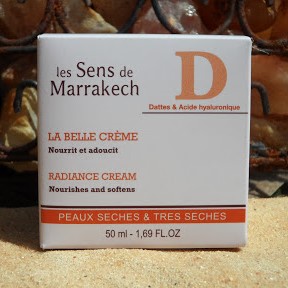 les Sens de
Marrakech
D
Dattes & Acide hyaluronique
LA BELLE CRÈME
Nourrit et adoucit
RADIANCE CREAM
Nourishes and softens
PEAUX SECHES & TRES SECHES
50 ml - 1,69 FL.OZ